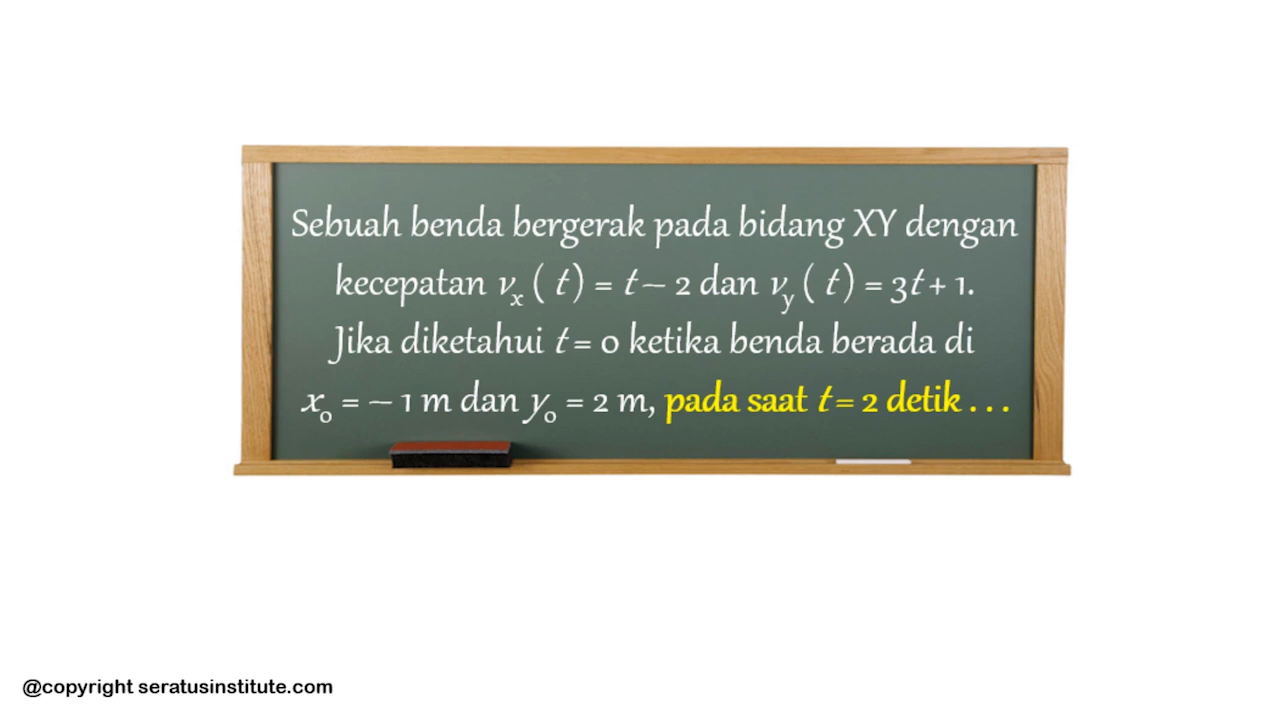 Sebuah benda bergerak pada bidang XY dengan
kecepatan vₓ ( t ) = t – 2 dan v_y ( t ) = 3t + 1.
Jika diketahui t = 0 ketika benda berada di
x₀ = – 1 m dan y₀ = 2 m, pada saat t = 2 detik . . .
@copyright seratusinstitute.com